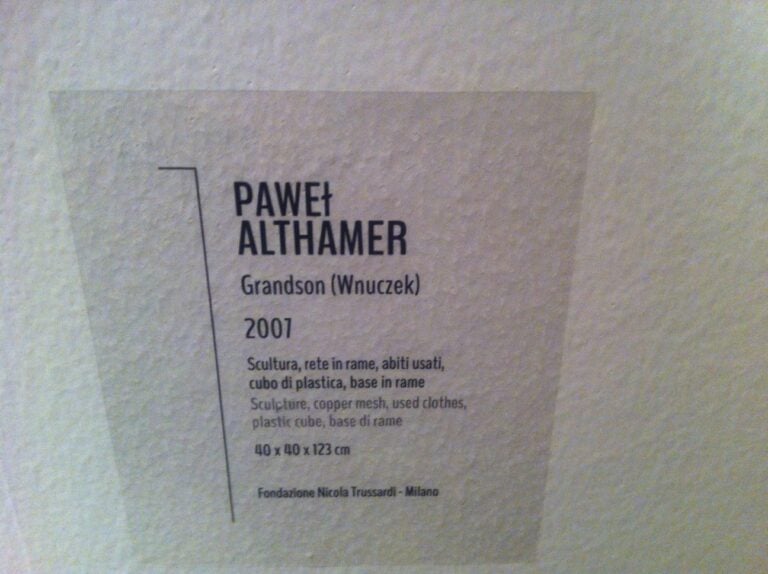 PAWEł
ALTHAMER
Grandson (Wnuczek)
2007
Scultura, rete in rame, abiti usati,
cubo di plastica, base in rame
Sculpture, copper mesh, used clothes,
plastic cube, base di rame
40 x 40 x 123 cm
Fondazione Nicola Trussardi - Milano